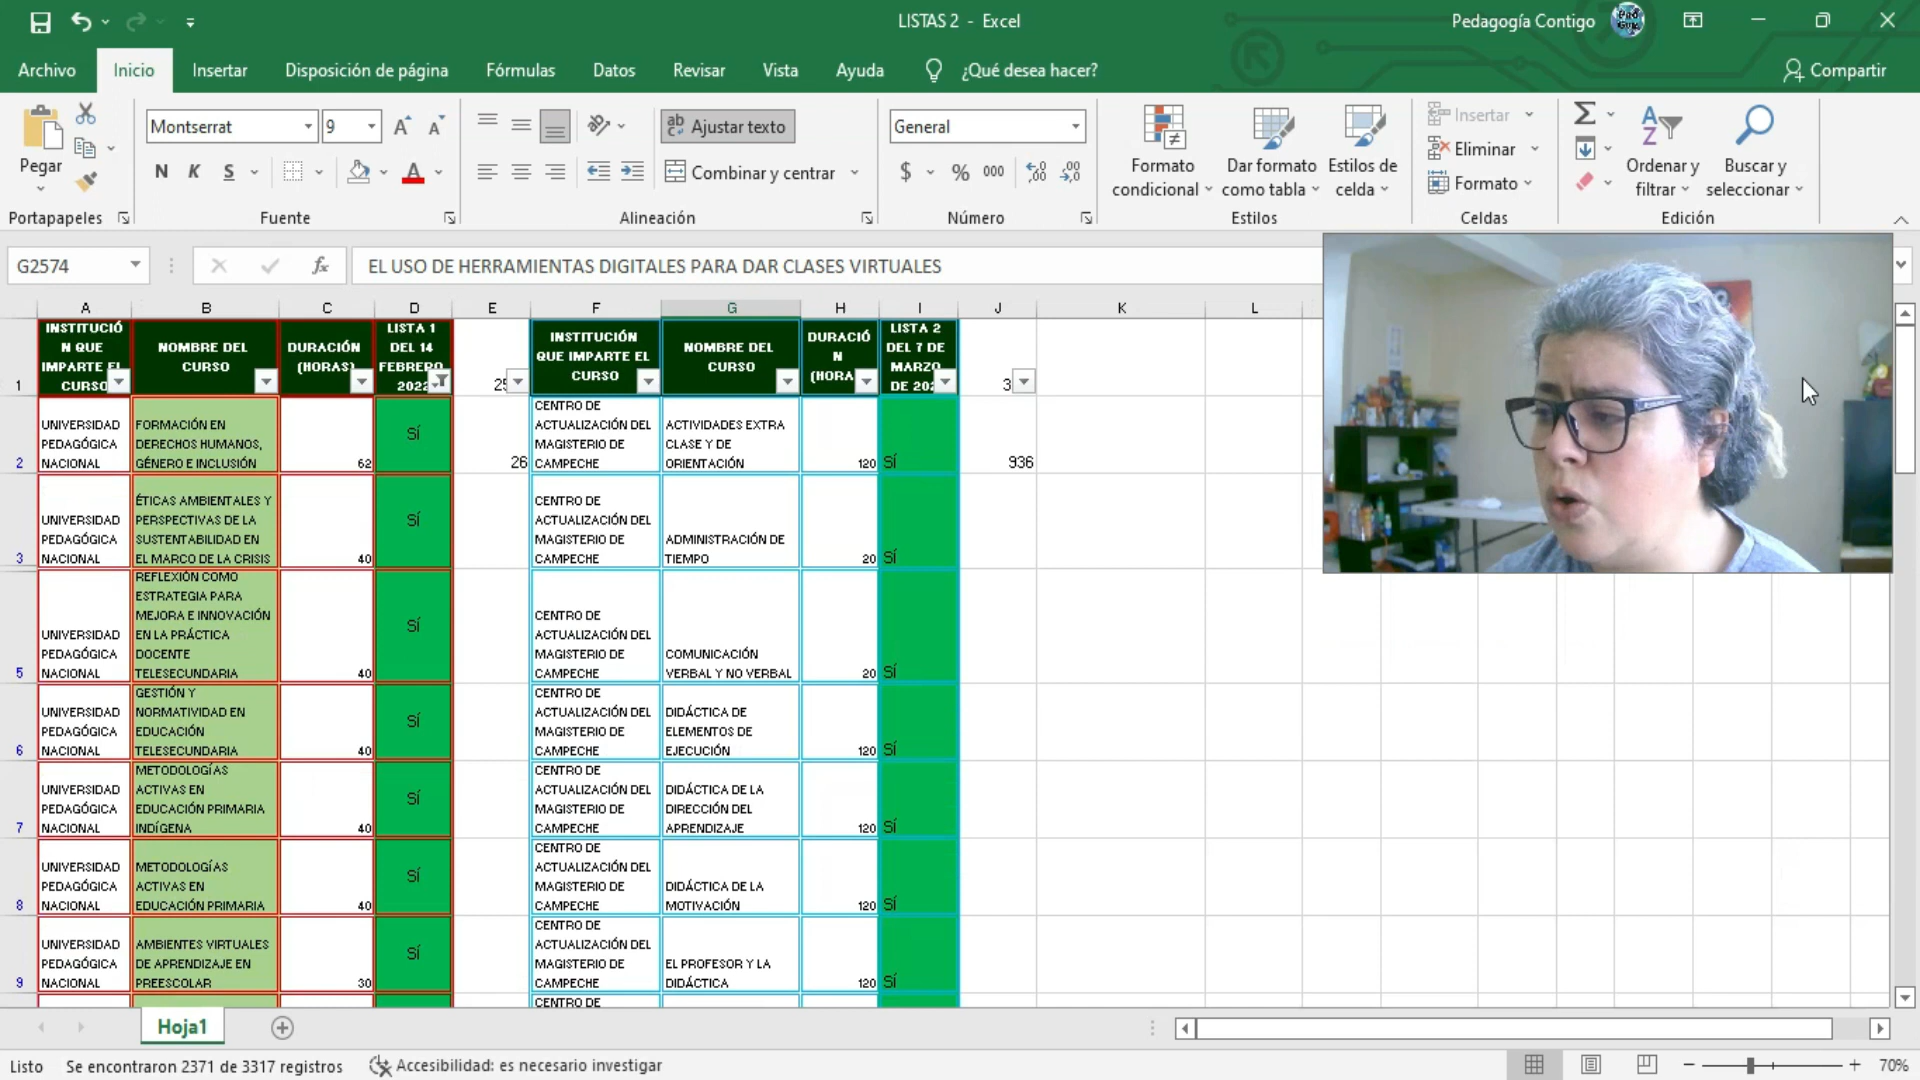 LISTAS 2 - Excel
Pedagogía Contigo
Archivo
Inicio
Insertar
Disposición de página
Fórmulas
Datos
Revisar
Vista
Ayuda
¿Qué desea hacer?
Compartir
Pegar
Portapapeles
Montserrat
9
N K S
Fuente
Ajustar texto
Combinar y centrar
Alineación
General
$ % 000
Número
Formato
condicional
Dar formato
como tabla
Estilos de
celda
Estilos
Insertar
Eliminar
Formato
Celdas
Ordenar y
filtrar
Buscar y
seleccionar
Edición
G2574
fx
EL USO DE HERRAMIENTAS DIGITALES PARA DAR CLASES VIRTUALES
A B C D E F G H I J K L
1
INSTITUCIÓ
N QUE
IMPARTE EL
CURSO
NOMBRE DEL
CURSO
DURACIÓN
(HORAS)
LISTA 1
DEL 14
FEBRERO
2022
25
INSTITUCIÓN
QUE IMPARTE EL
CURSO
NOMBRE DEL
CURSO
DURACIÓ
N
(HORA
LISTA 2
DEL 7 DE
MARZO
DE 202
3
2
UNIVERSIDAD
PEDAGÓGICA
NACIONAL
FORMACIÓN EN
DERECHOS HUMANOS,
GÉNERO E INCLUSIÓN
62
SÍ
26
CENTRO DE
ACTUALIZACIÓN DEL
MAGISTERIO DE
CAMPECHE
ACTIVIDADES EXTRA
CLASE Y DE
ORIENTACIÓN
120
SÍ
936
3
UNIVERSIDAD
PEDAGÓGICA
NACIONAL
ÉTICAS AMBIENTALES Y
PERSPECTIVAS DE LA
SUSTENTABILIDAD EN
EL MARCO DE LA CRISIS
40
SÍ
CENTRO DE
ACTUALIZACIÓN DEL
MAGISTERIO DE
CAMPECHE
ADMINISTRACIÓN DE
TIEMPO
20
SÍ
5
UNIVERSIDAD
PEDAGÓGICA
NACIONAL
REFLEXIÓN COMO
ESTRATEGIA PARA
MEJORA E INNOVACIÓN
EN LA PRÁCTICA
DOCENTE
TELESECUNDARIA
40
SÍ
CENTRO DE
ACTUALIZACIÓN DEL
MAGISTERIO DE
CAMPECHE
COMUNICACIÓN
VERBAL Y NO VERBAL
20
SÍ
6
UNIVERSIDAD
PEDAGÓGICA
NACIONAL
GESTIÓN Y
NORMATIVIDAD EN
EDUCACIÓN
TELESECUNDARIA
40
SÍ
CENTRO DE
ACTUALIZACIÓN DEL
MAGISTERIO DE
CAMPECHE
DIDÁCTICA DE
ELEMENTOS DE
EJECUCIÓN
120
SÍ
7
UNIVERSIDAD
PEDAGÓGICA
NACIONAL
METODOLOGÍAS
ACTIVAS EN
EDUCACIÓN PRIMARIA
INDÍGENA
40
SÍ
CENTRO DE
ACTUALIZACIÓN DEL
MAGISTERIO DE
CAMPECHE
DIDÁCTICA DE LA
DIRECCIÓN DEL
APRENDIZAJE
120
SÍ
8
UNIVERSIDAD
PEDAGÓGICA
NACIONAL
METODOLOGÍAS
ACTIVAS EN
EDUCACIÓN PRIMARIA
40
SÍ
CENTRO DE
ACTUALIZACIÓN DEL
MAGISTERIO DE
CAMPECHE
DIDÁCTICA DE LA
MOTIVACIÓN
120
SÍ
9
UNIVERSIDAD
PEDAGÓGICA
NACIONAL
AMBIENTES VIRTUALES
DE APRENDIZAJE EN
PREESCOLAR
30
SÍ
CENTRO DE
ACTUALIZACIÓN DEL
MAGISTERIO DE
CAMPECHE
EL PROFESOR Y LA
DIDÁCTICA
120
SÍ
CENTRO DE
Hoja1
Listo
Se encontraron 2371 de 3317 registros
Accesibilidad: es necesario investigar
70%